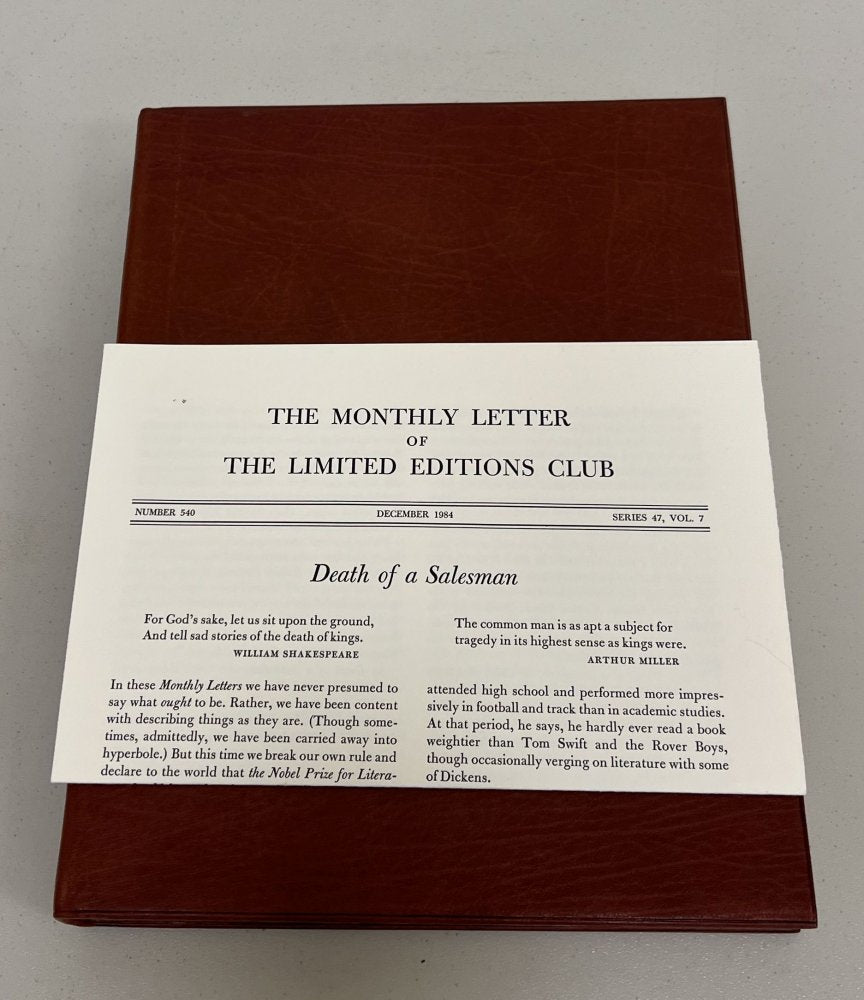 THE MONTHLY LETTER
OF
THE LIMITED EDITIONS CLUB
NUMBER 540 DECEMBER 1984 SERIES 47, VOL. 7
Death of a Salesman
For God's sake, let us sit upon the ground,
And tell sad stories of the death of kings.
WILLIAM SHAKESPEARE
In these Monthly Letters we have never presumed to
say what ought to be. Rather, we have been content
with describing things as they are. (Though some-
times, admittedly, we have been carried away into
hyperbole.) But this time we break our own rule and
declare to the world that the Nobel Prize for Litera-
The common man is as apt a subject for
tragedy in its highest sense as kings were.
ARTHUR MILLER
attended high school and performed more impres-
sively in football and track than in academic studies.
At that period, he says, he hardly ever read a book
weightier than Tom Swift and the Rover Boys,
though occasionally verging on literature with some
of Dickens.